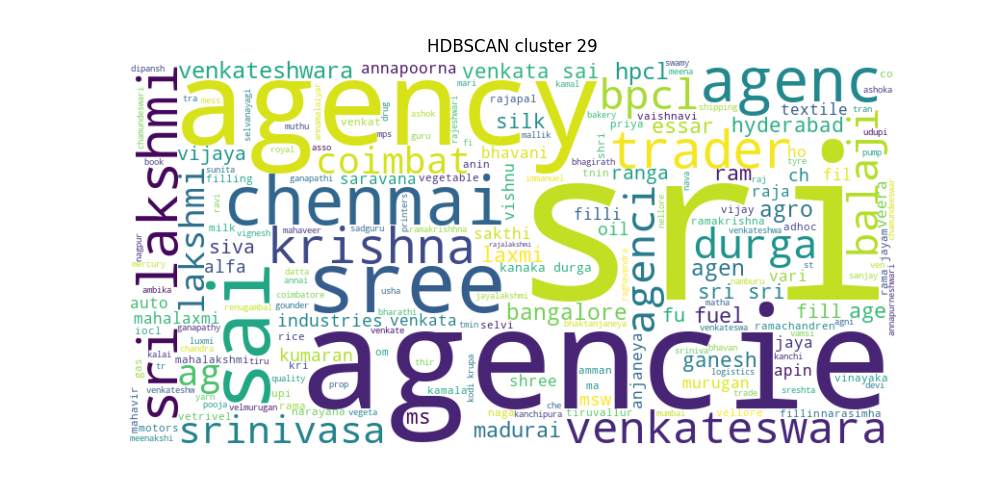 HDBSCAN cluster 29
dipansh
venkateshwara
annapoorna
venkata sai
hpcl
swamy
meena
agenc
co
ashoka
chamundeswari
sri lakshmi
agency
tra
mess
selvanayagi
annamalaiyar
drug
ashok
mari
kamal
rajapal
bpcl
shipping
textile
tran
muthu
venkat
mps
guru
rajeshwari
silk
bakery
priya
vaishnavi
essar
hyderabad
balaji
udupi
royal
asso
fi
mallik
shri
trader
ho
tyre
pump
vijaya
book
sunita
ganapathi
coimbat
bhavani
bhagirath
anin
tnin
immanuel
ram
ch
fil
filling
saravana
vegetable
vishnu
ranga
nava
raj
raja
veera
chennai
sri
lakshmi
ravi
mahaveer
printers
filli
agenci
nellore
vijay
agro
milk
vignesh
sadguru
ramakrishhna
sakthi
oil
ramakrishna
adhoc
rama jayam
nagpur
siva
krishna
rajalakshmi
laxmi
durga
venkateshwa
mercury
alfa
sai
datta
annai
sree
kanaka durga
raghavendra
agen
vari
st
sanjay
ven
annapurneshwari
ambika
renugambal
coimbatore
gounder
usha
jayalakshmi
sri sri
namburu
auto
bharathi
bangalore
matha
mahalaxmi
industries
venkata
bhaktanjaneya
fu
fuel
fill
age
iocl
ganapathy
venkate
tmin
selvi
anjaneya
venkateswa
ramachandren
agni
vamsi
gas
kalai
luxmi
chandra
rice
agencie
sriniva
bhavan
jaya
kanchi
tr
mahalakshmi
tiru
kumaran
om
thir
amman
ganesh
apin
ag
kri
quality
shree
logistics
murugan
vinayaka
venkateshw
yarn
pooja
upi
prop
kamala
kodi krupa
ma
msw
trade
sreshta
devi
mahavir
velmurugan
rama
ms
vetrivel
narayana
vegeta
naga
che
kanchipura
tiruvallur
mumbai
vellore
fillinnarasimha
motors
meenakshi
srinivasa
madurai
venkateswara